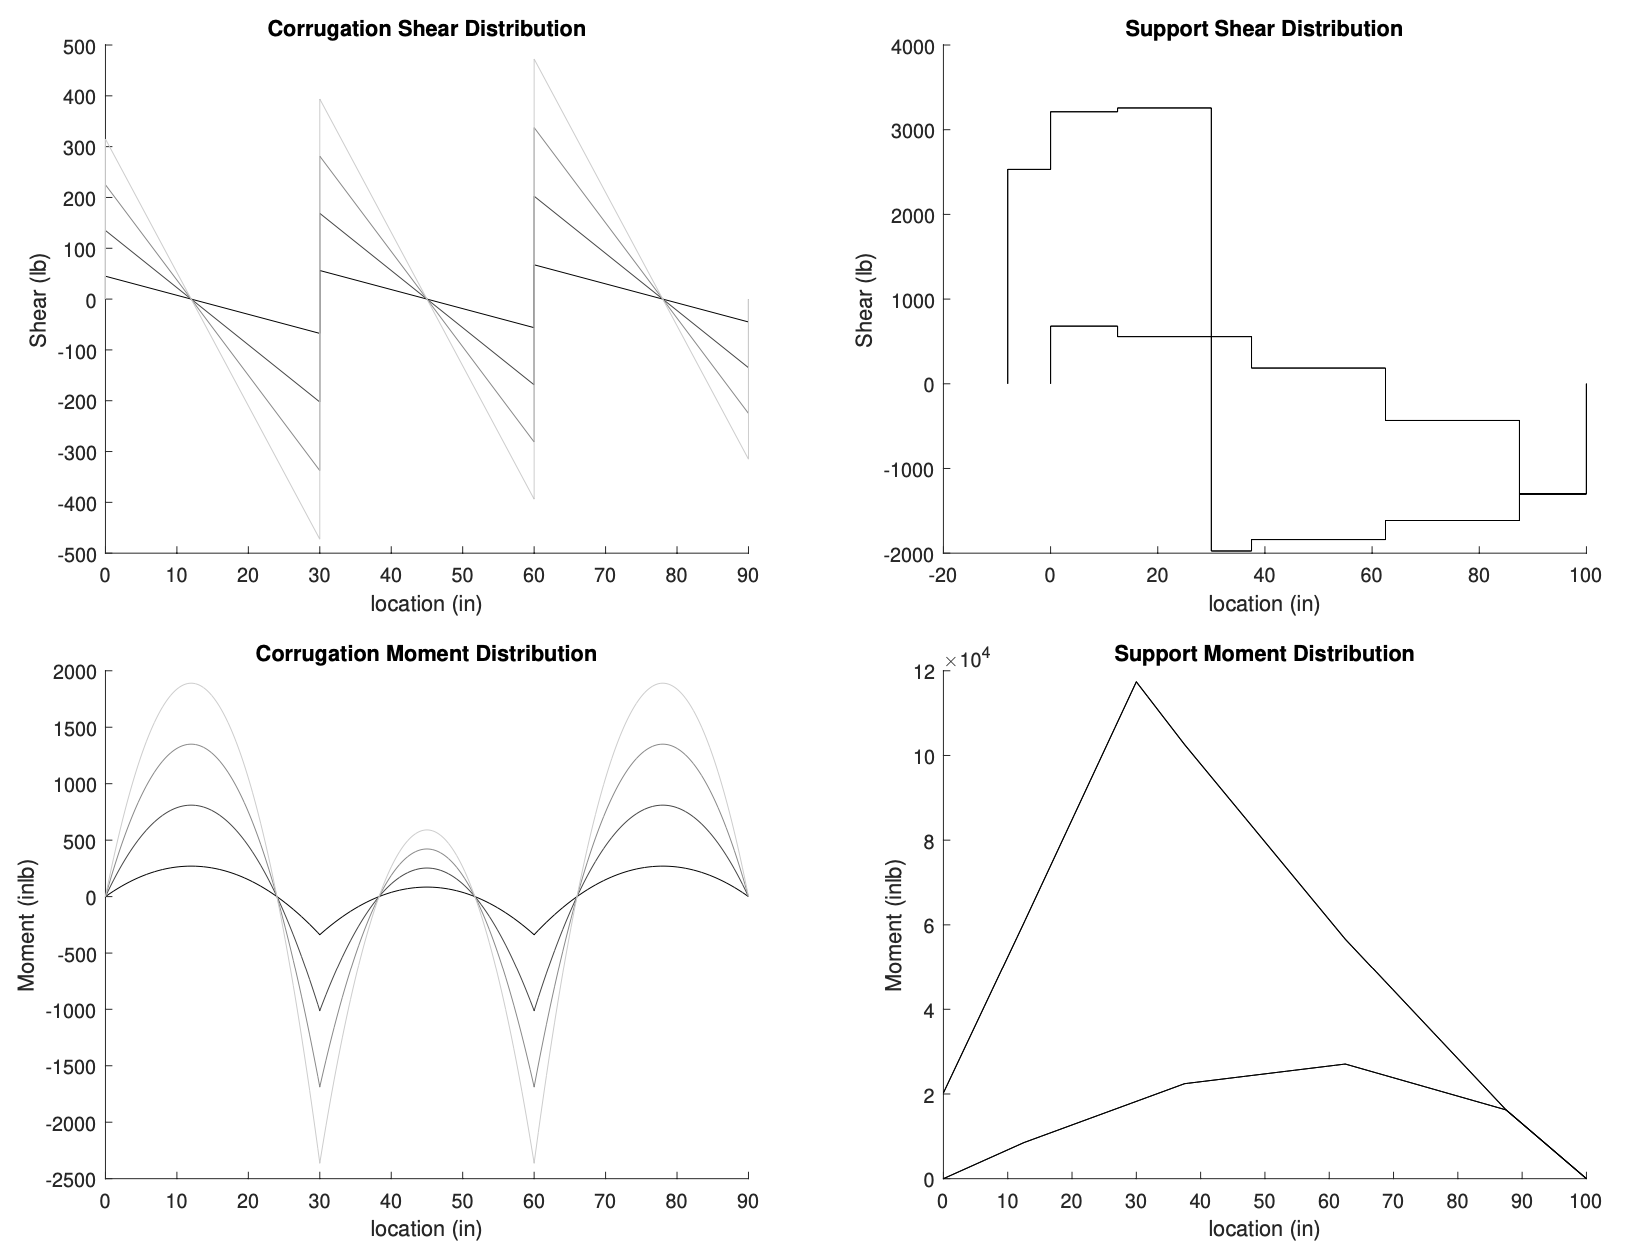 Corrugation Shear Distribution
500
400
300
200
100
0
-100
-200
-300
-400
-500
Shear (lb)
0 10 20 30 40 50 60 70 80 90
location (in)
Support Shear Distribution
4000
3000
2000
1000
0
-1000
-2000
Shear (lb)
-20 0 20 40 60 80 100
location (in)
Corrugation Moment Distribution
2000
1500
1000
500
0
-500
-1000
-1500
-2000
-2500
Moment (inlb)
0 10 20 30 40 50 60 70 80 90
location (in)
Support Moment Distribution
×10⁴
12
10
8
6
4
2
0
Moment (inlb)
0 10 20 30 40 50 60 70 80 90 100
location (in)